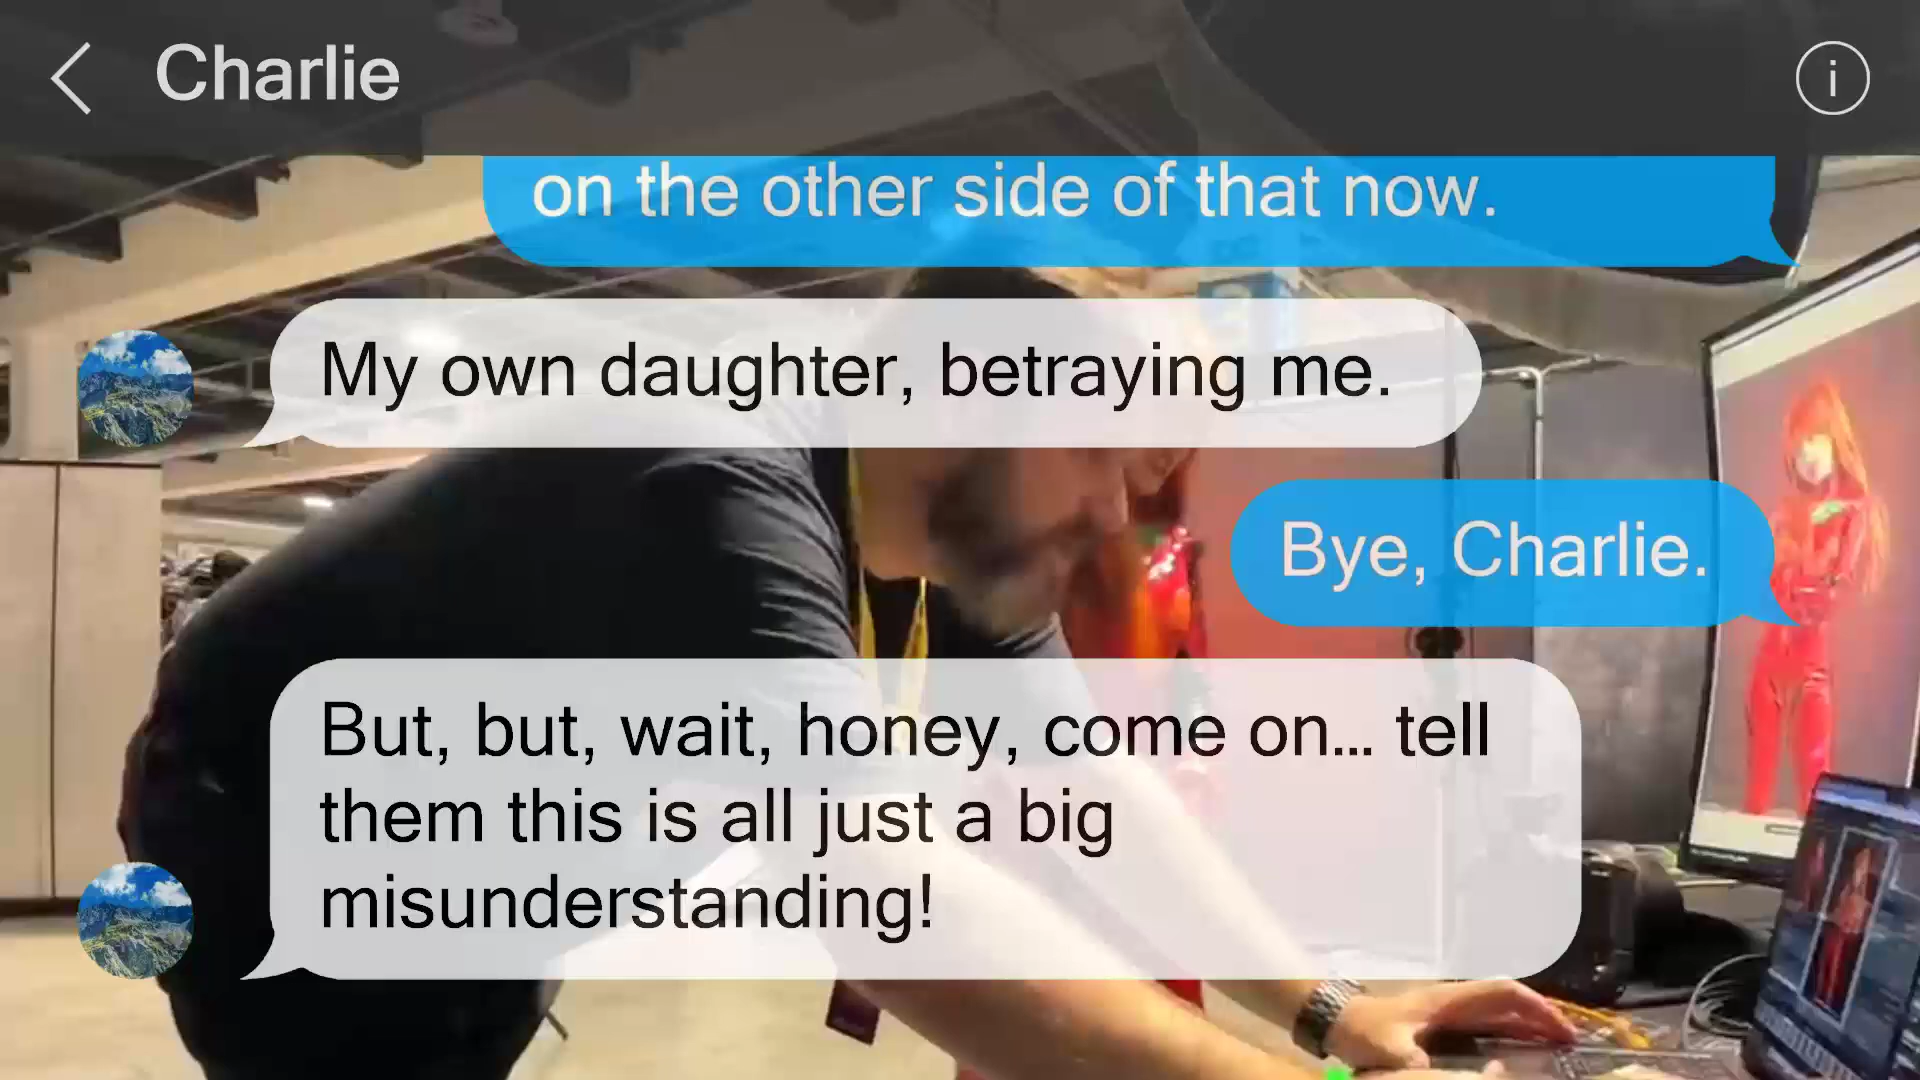 Charlie
i
on the other side of that now.
My own daughter, betraying me.
Bye, Charlie.
But, but, wait, honey, come on... tell
them this is all just a big
misunderstanding!